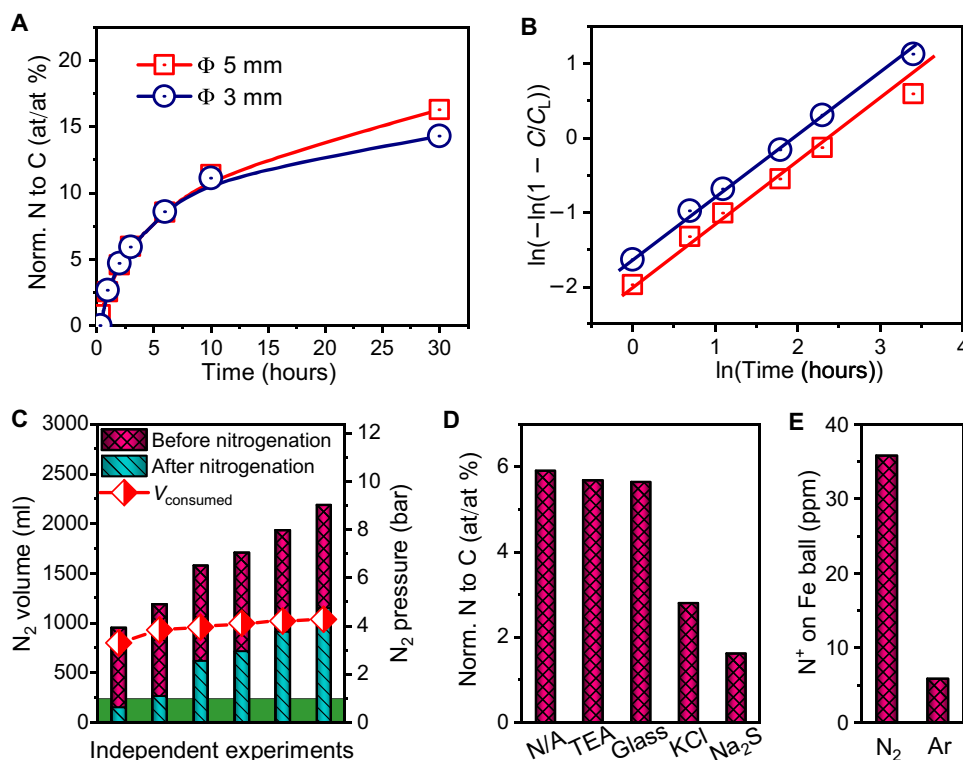 A
Norm. N to C (at/at %)
20
15
10
5
0
Φ 5 mm
Φ 3 mm
0 5 10 15 20 25 30
Time (hours)
B
ln(−ln(1 − C/C_L))
1
0
−1
−2
0 1 2 3 4
ln(Time (hours))
C
N₂ volume (ml)
3000
2500
2000
1500
1000
500
0
Before nitrogenation
After nitrogenation
V_consumed
12
10
8
6
4
2
0
N₂ pressure (bar)
Independent experiments
D
Norm. N to C (at/at %)
6
4
2
0
N/A TEA Glass KCl Na₂S
E
N⁺ on Fe ball (ppm)
40
30
20
10
0
N₂ Ar